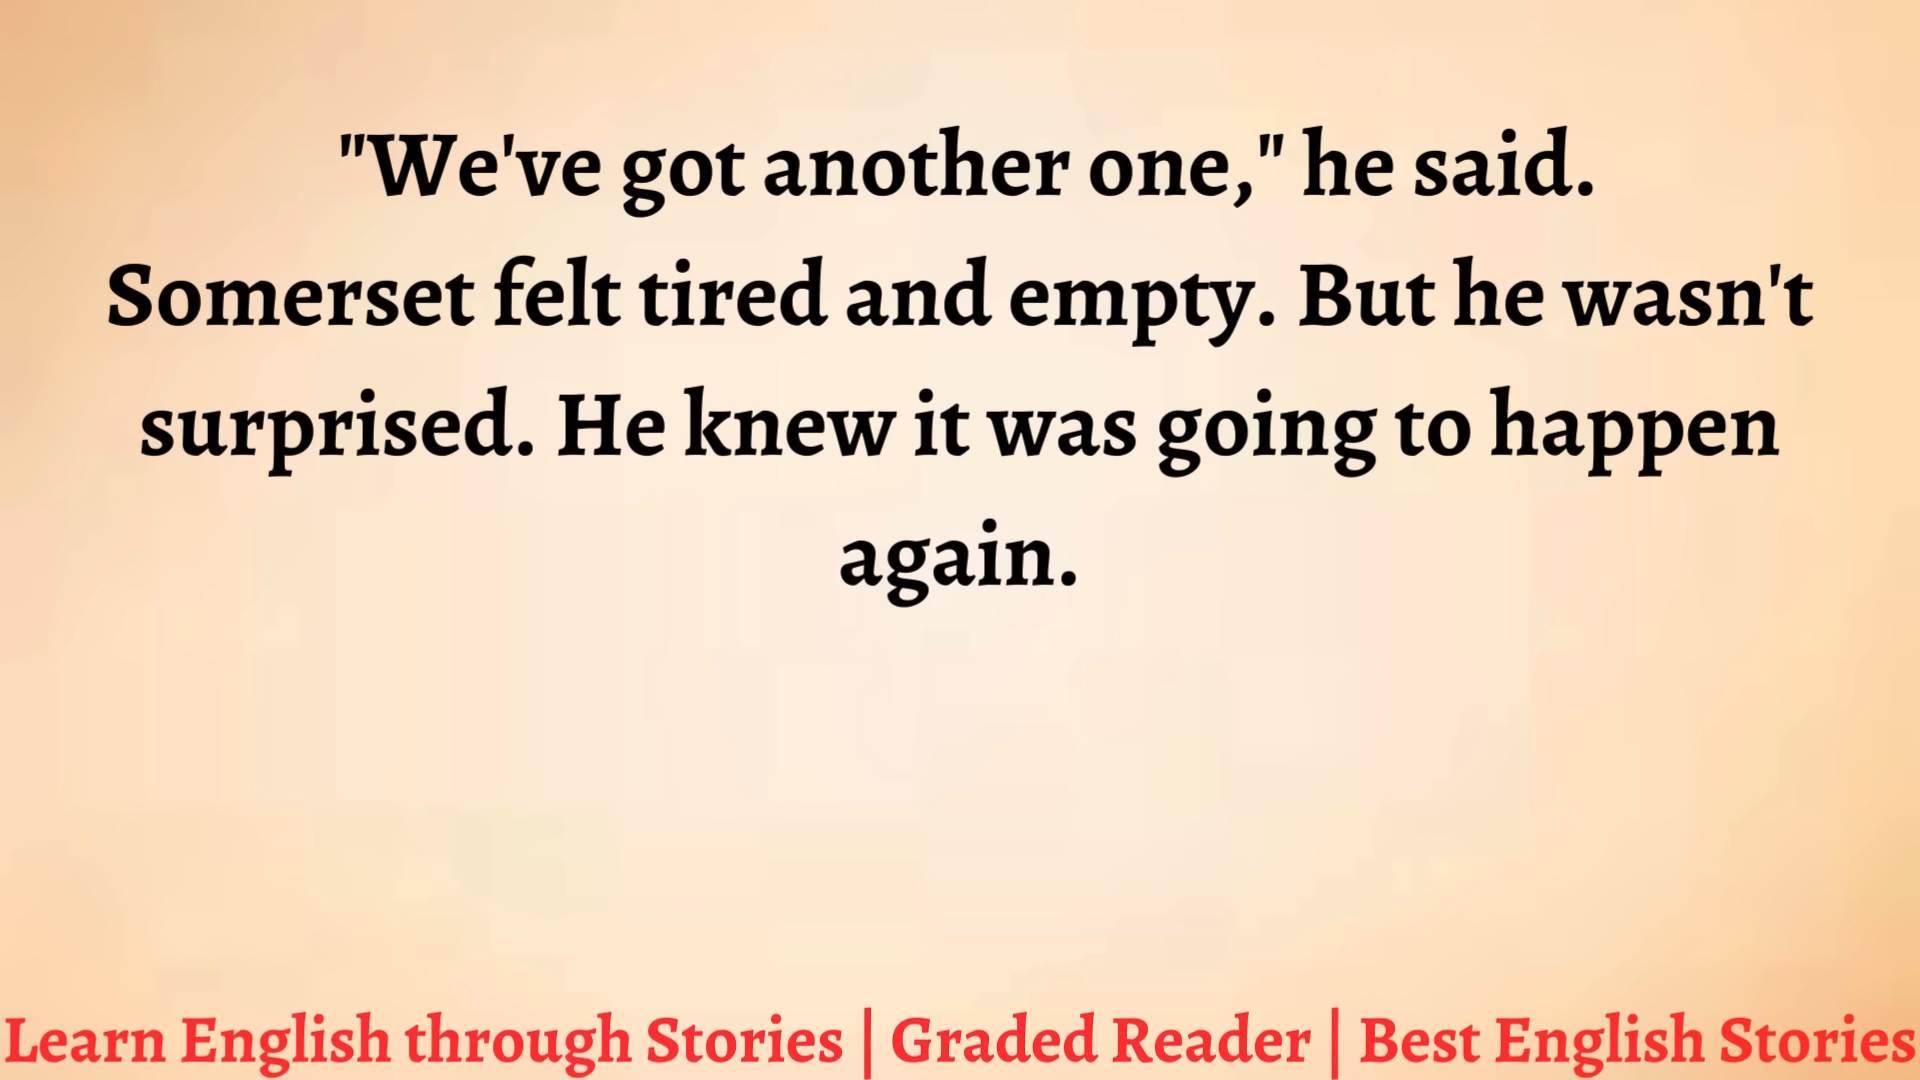 "We've got another one," he said.
Somerset felt tired and empty. But he wasn't
surprised. He knew it was going to happen
again.
Learn English through Stories | Graded Reader | Best English Stories